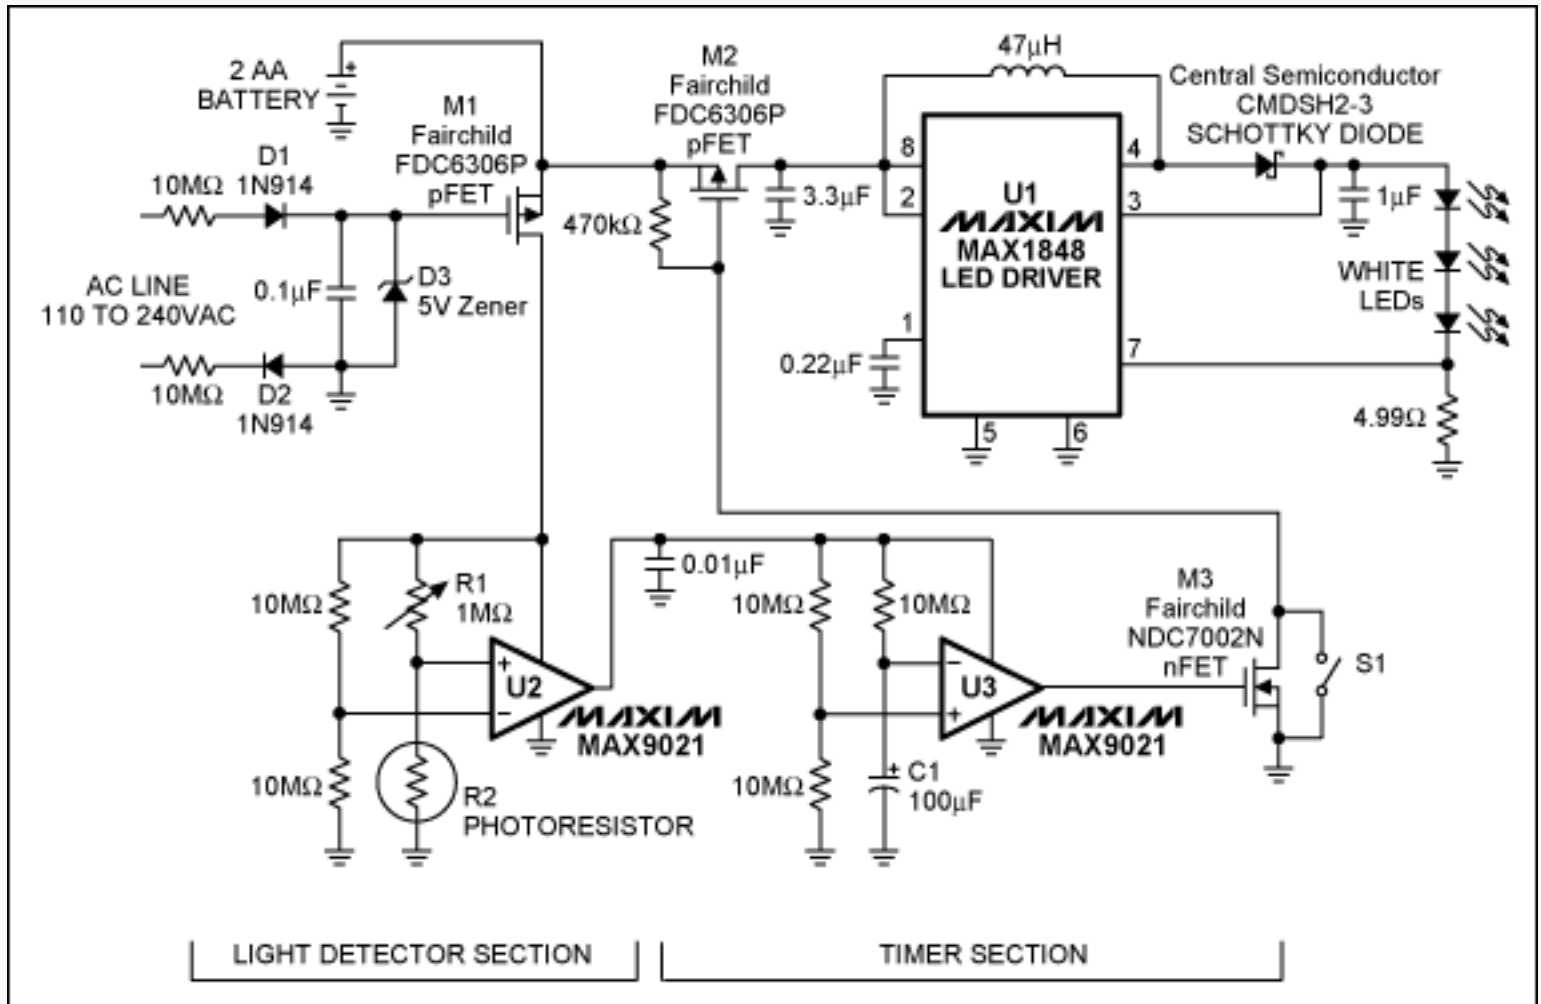 2 AA
BATTERY
+
M1
Fairchild
FDC6306P
pFET
D1
1N914
10MΩ
AC LINE
110 TO 240VAC
0.1µF
D3
5V Zener
10MΩ
D2
1N914
M2
Fairchild
FDC6306P
pFET
470kΩ
3.3µF
47µH
Central Semiconductor
CMDSH2-3
SCHOTTKY DIODE
8
2
1
4
3
7
5
6
U1
MAXIM
MAX1848
LED DRIVER
0.22µF
1µF
WHITE
LEDs
4.99Ω
10MΩ
R1
1MΩ
+
U2
−
MAXIM
MAX9021
10MΩ
R2
PHOTORESISTOR
0.01µF
10MΩ
10MΩ
−
U3
+
MAXIM
MAX9021
10MΩ
+
C1
100µF
M3
Fairchild
NDC7002N
nFET
S1
LIGHT DETECTOR SECTION
TIMER SECTION